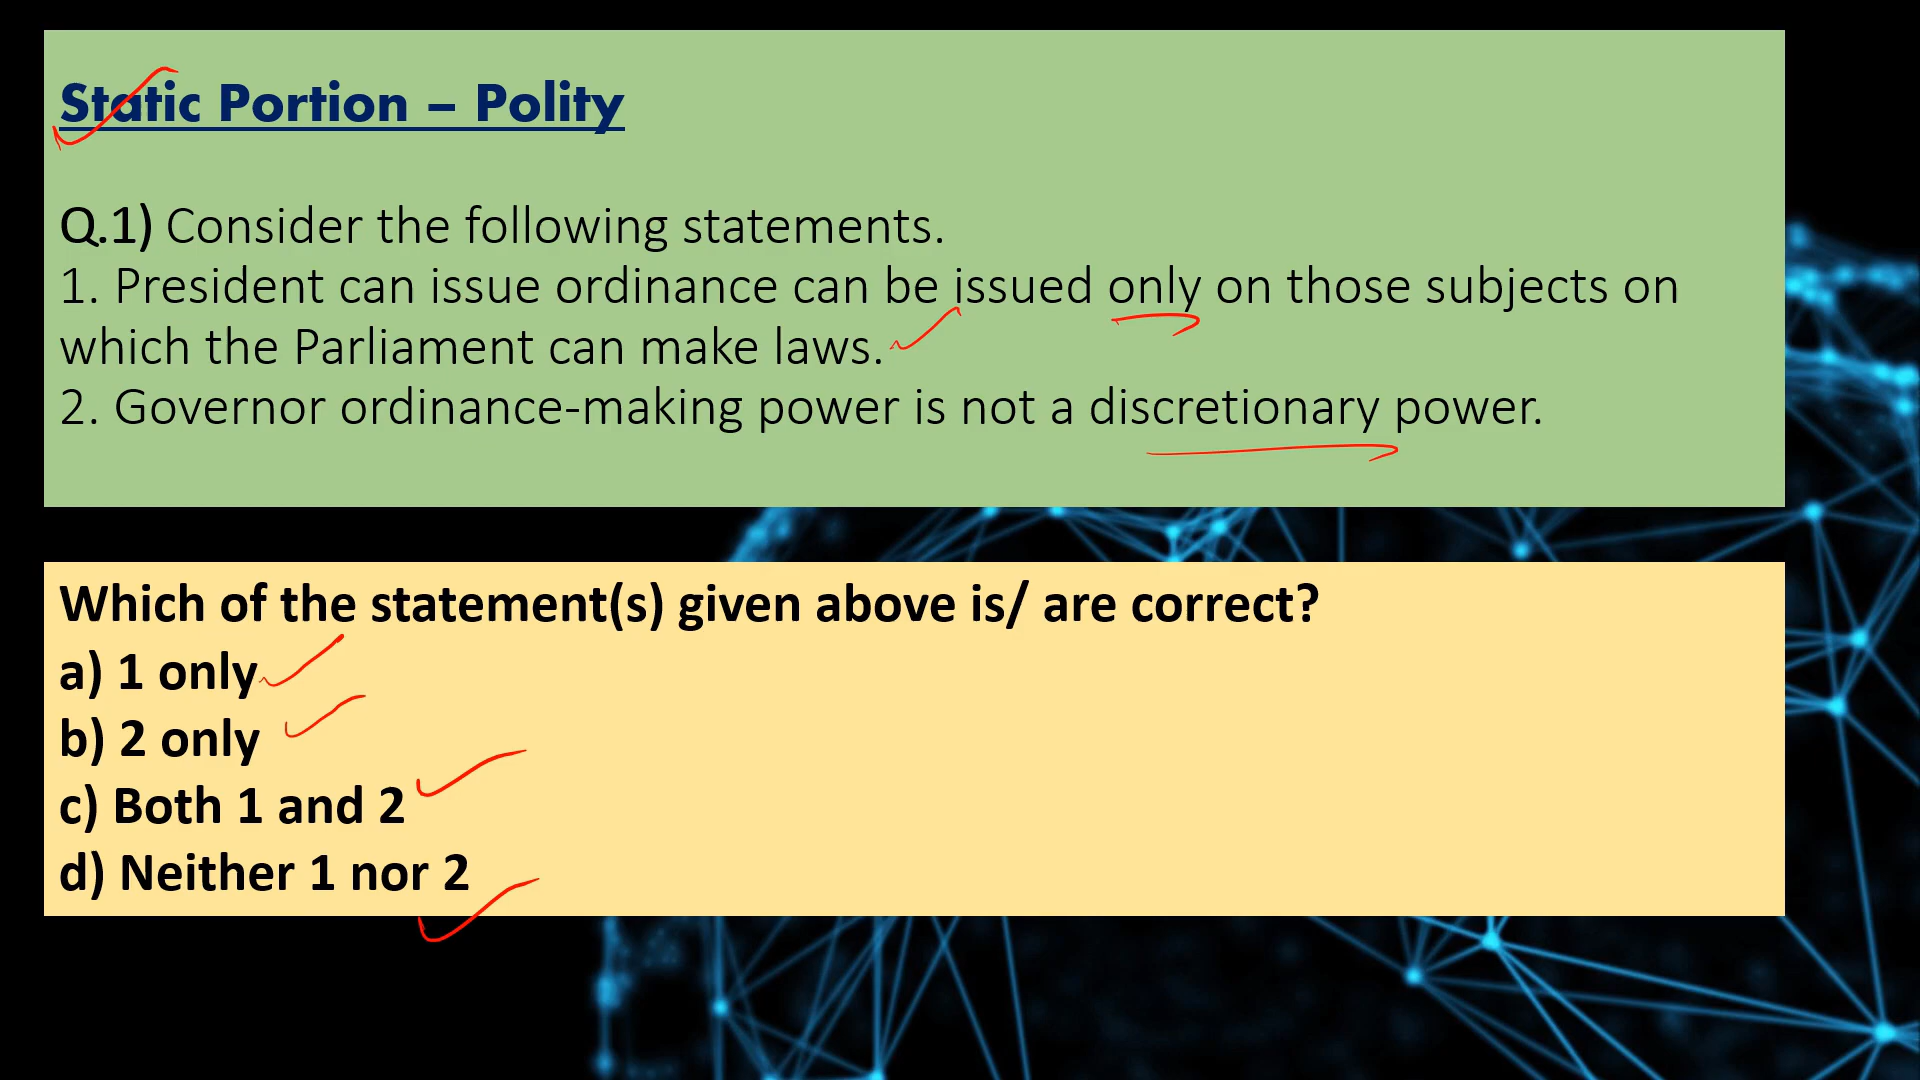 Static Portion – Polity
Q.1) Consider the following statements.
1. President can issue ordinance can be issued only on those subjects on
which the Parliament can make laws.
2. Governor ordinance-making power is not a discretionary power.
Which of the statement(s) given above is/ are correct?
a) 1 only
b) 2 only
c) Both 1 and 2
d) Neither 1 nor 2